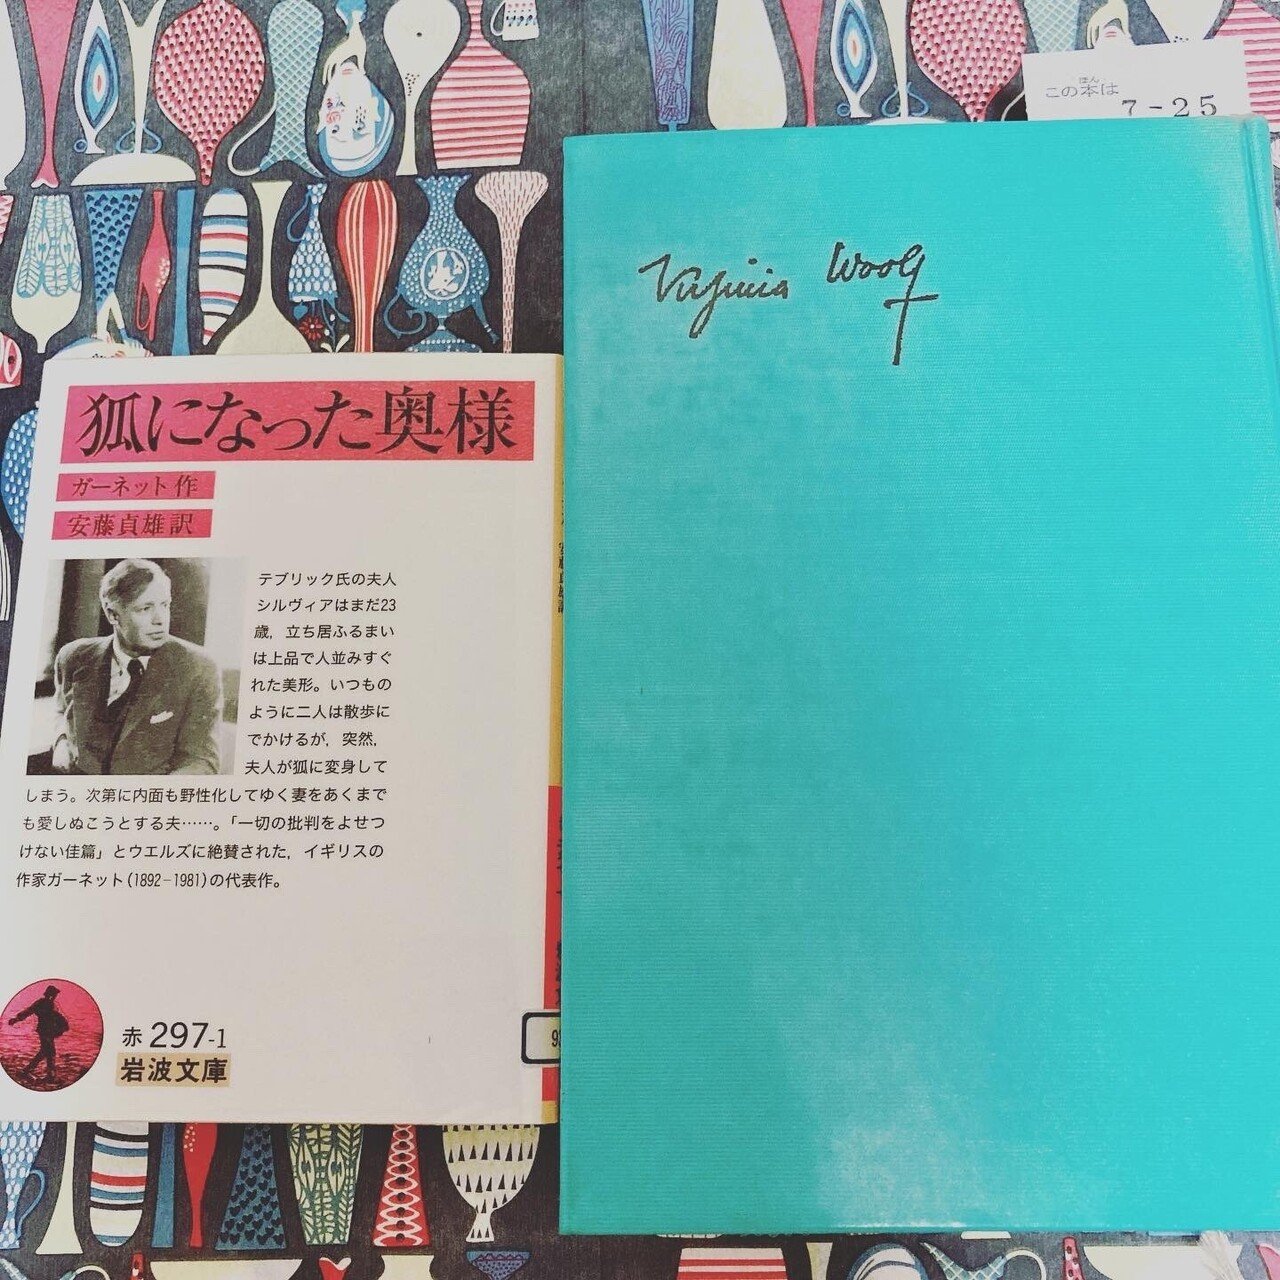 この本は
ほん
7-25
Virginia Woolf
狐になった奥様
ガーネット作
安藤貞雄訳
テブリック氏の夫人
シルヴィアはまだ23
歳，立ち居ふるまい
は上品で人並みすぐ
れた美形。いつもの
ように二人は散歩に
でかけるが，突然，
夫人が狐に変身して
しまう。次第に内面も野性化してゆく妻をあくまで
も愛しぬこうとする夫……。「一切の批判をよせつ
けない佳篇」とウエルズに絶賛された，イギリスの
作家ガーネット(1892-1981)の代表作。
赤 297-1
岩波文庫